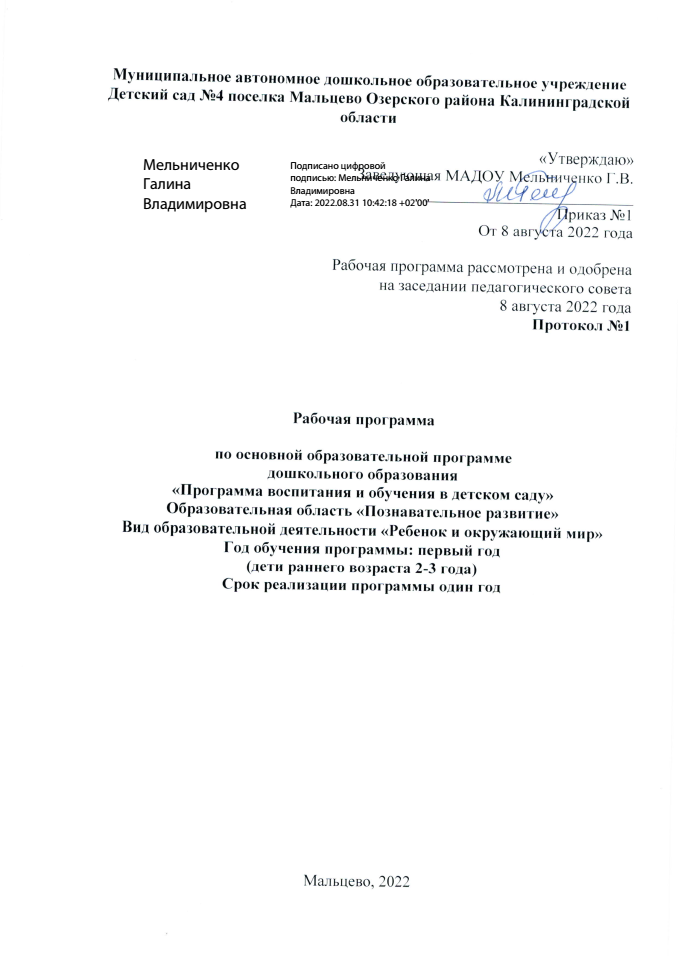 Муниципальное автономное дошкольное образовательное учреждение
Детский сад №4 поселка Мальцево Озерского района Калининградской
области
«Утверждаю»
Заведующая МАДОУ Мельниченко Г.В.
Приказ №1
От 8 августа 2022 года
Мельниченко
Галина
Владимировна
Подписано цифровой
подписью: Мельниченко Галина
Владимировна
Дата: 2022.08.31 10:42:18 +02'00'
Рабочая программа рассмотрена и одобрена
на заседании педагогического совета
8 августа 2022 года
Протокол №1
Рабочая программа
по основной образовательной программе
дошкольного образования
«Программа воспитания и обучения в детском саду»
Образовательная область «Познавательное развитие»
Вид образовательной деятельности «Ребенок и окружающий мир»
Год обучения программы: первый год
(дети раннего возраста 2-3 года)
Срок реализации программы один год
Мальцево, 2022